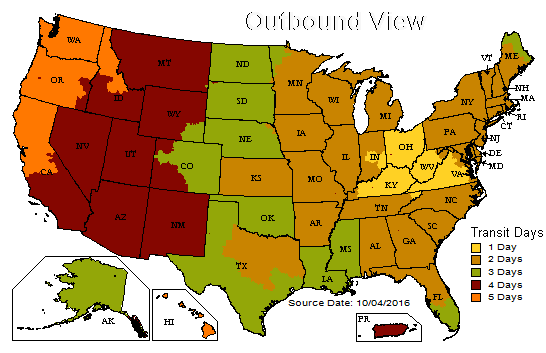 Outbound View
WA
OR
CA
ID
NV
MT
WY
UT
AZ
CO
NM
ND
SD
NE
KS
OK
TX
MN
IA
MO
AR
LA
WI
IL
MI
IN
OH
KY
TN
MS
AL
GA
FL
SC
NC
VA
WV
PA
NY
VT
ME
NH
MA
RI
CT
NJ
DE
MD
AK
HI
PR
Source Date: 10/04/2016
Transit Days
1 Day
2 Days
3 Days
4 Days
5 Days